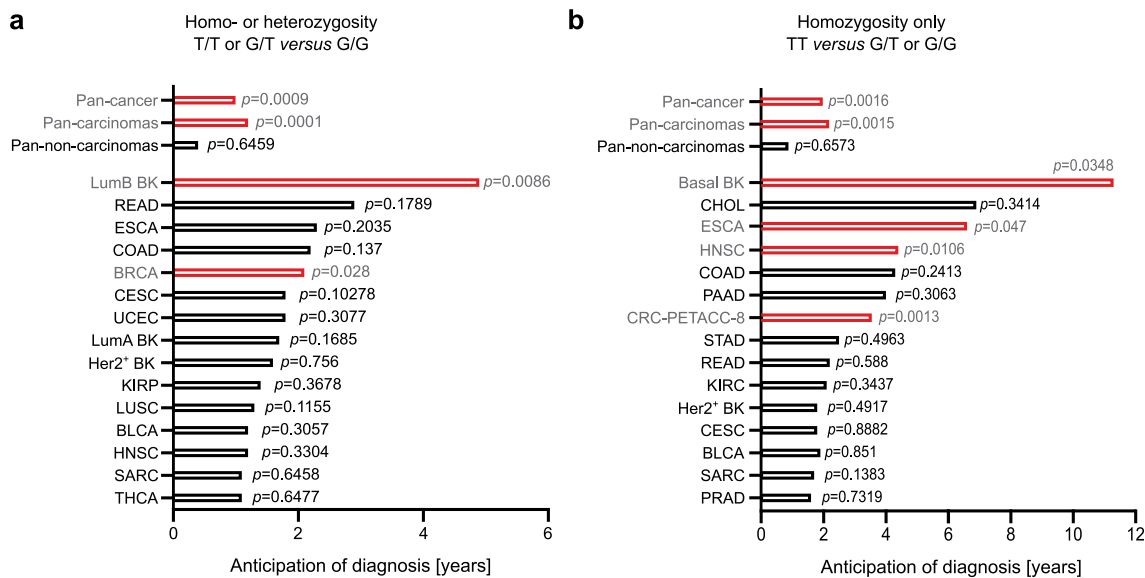 a
Homo- or heterozygosity
T/T or G/T versus G/G
Pan-cancer p=0.0009
Pan-carcinomas p=0.0001
Pan-non-carcinomas p=0.6459
LumB BK p=0.0086
READ p=0.1789
ESCA p=0.2035
COAD p=0.137
BRCA p=0.028
CESC p=0.10278
UCEC p=0.3077
LumA BK p=0.1685
Her2⁺ BK p=0.756
KIRP p=0.3678
LUSC p=0.1155
BLCA p=0.3057
HNSC p=0.3304
SARC p=0.6458
THCA p=0.6477
0 2 4 6
Anticipation of diagnosis [years]
b
Homozygosity only
TT versus G/T or G/G
Pan-cancer p=0.0016
Pan-carcinomas p=0.0015
Pan-non-carcinomas p=0.6573
Basal BK p=0.0348
CHOL p=0.3414
ESCA p=0.047
HNSC p=0.0106
COAD p=0.2413
PAAD p=0.3063
CRC-PETACC-8 p=0.0013
STAD p=0.4963
READ p=0.588
KIRC p=0.3437
Her2⁺ BK p=0.4917
CESC p=0.8882
BLCA p=0.851
SARC p=0.1383
PRAD p=0.7319
0 2 4 6 8 10 12
Anticipation of diagnosis [years]